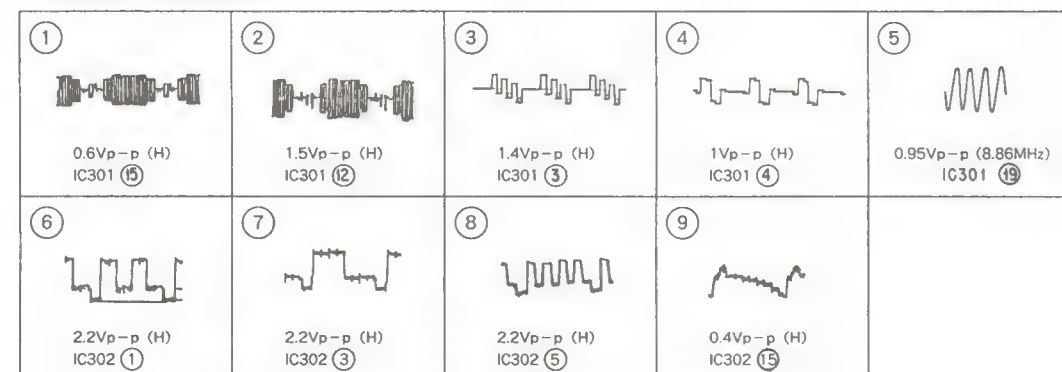 ①
0.6Vp-p (H)
IC301 ⑮
②
1.5Vp-p (H)
IC301 ⑫
③
1.4Vp-p (H)
IC301 ③
④
1Vp-p (H)
IC301 ④
⑤
0.95Vp-p (8.86MHz)
IC301 ⑲
⑥
2.2Vp-p (H)
IC302 ①
⑦
2.2Vp-p (H)
IC302 ③
⑧
2.2Vp-p (H)
IC302 ⑤
⑨
0.4Vp-p (H)
IC302 ⑮